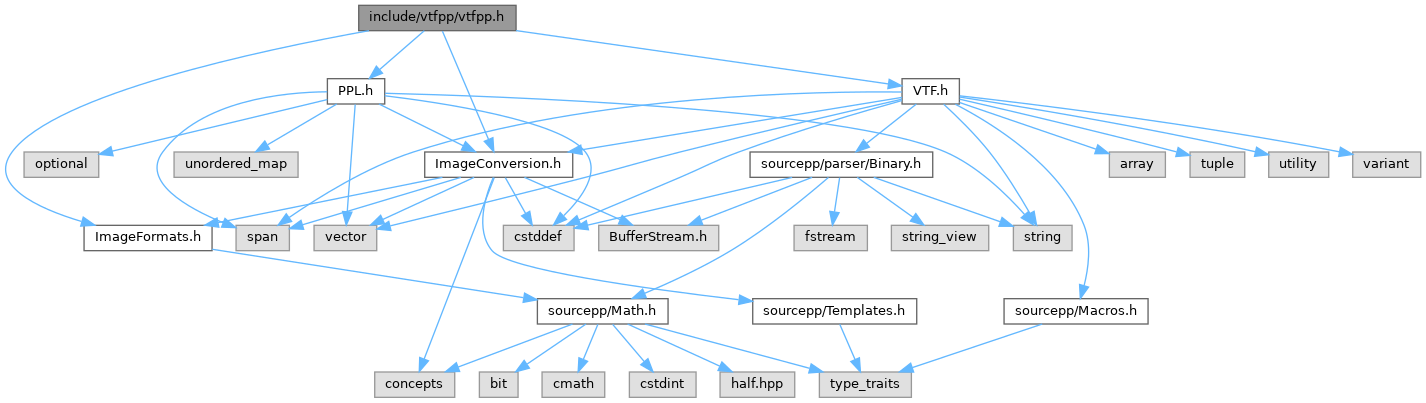 include/vtfpp/vtfpp.h
PPL.h
VTF.h
optional
unordered_map
ImageConversion.h
sourcepp/parser/Binary.h
array
tuple
utility
variant
ImageFormats.h
span
vector
cstddef
BufferStream.h
fstream
string_view
string
sourcepp/Math.h
sourcepp/Templates.h
sourcepp/Macros.h
concepts
bit
cmath
cstdint
half.hpp
type_traits